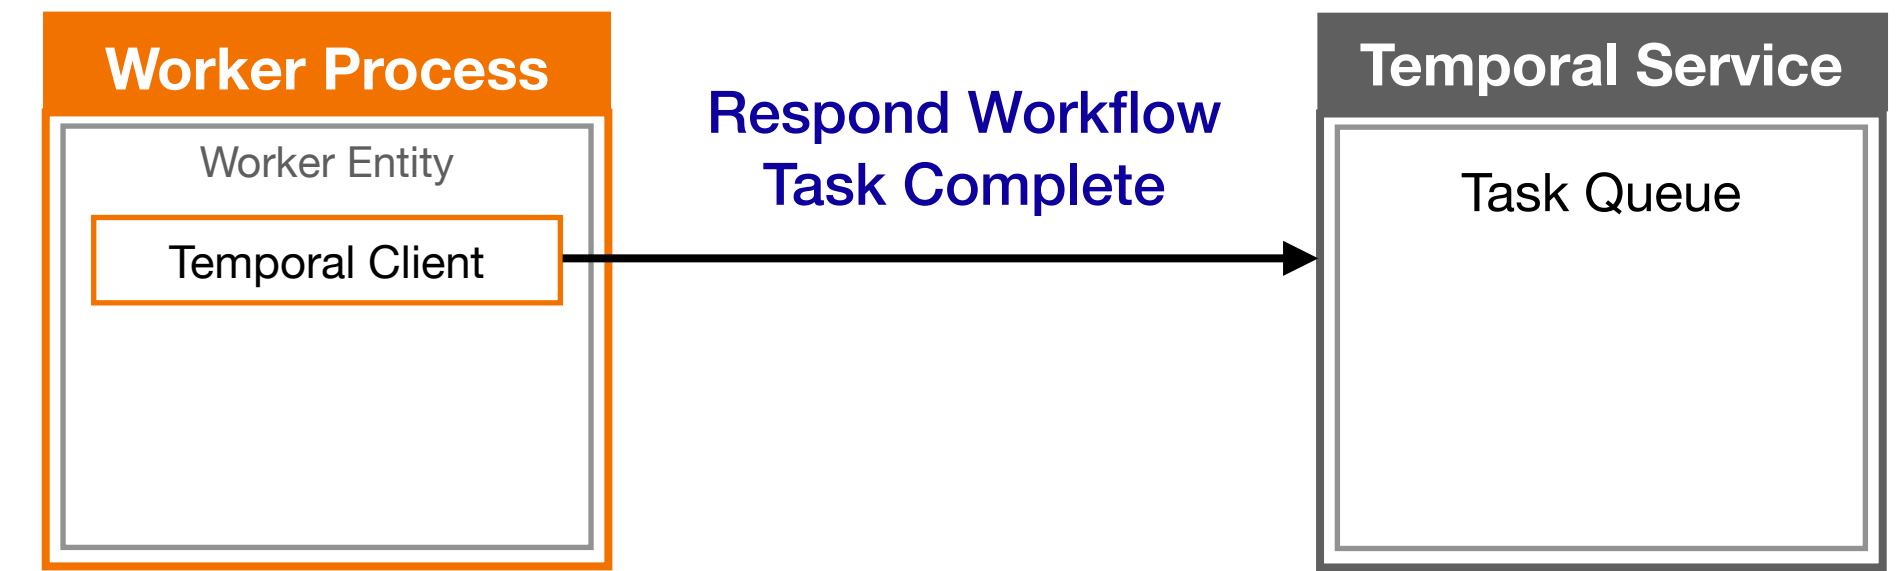 Worker Process
Worker Entity
Temporal Client
Respond Workflow
Task Complete
Temporal Service
Task Queue